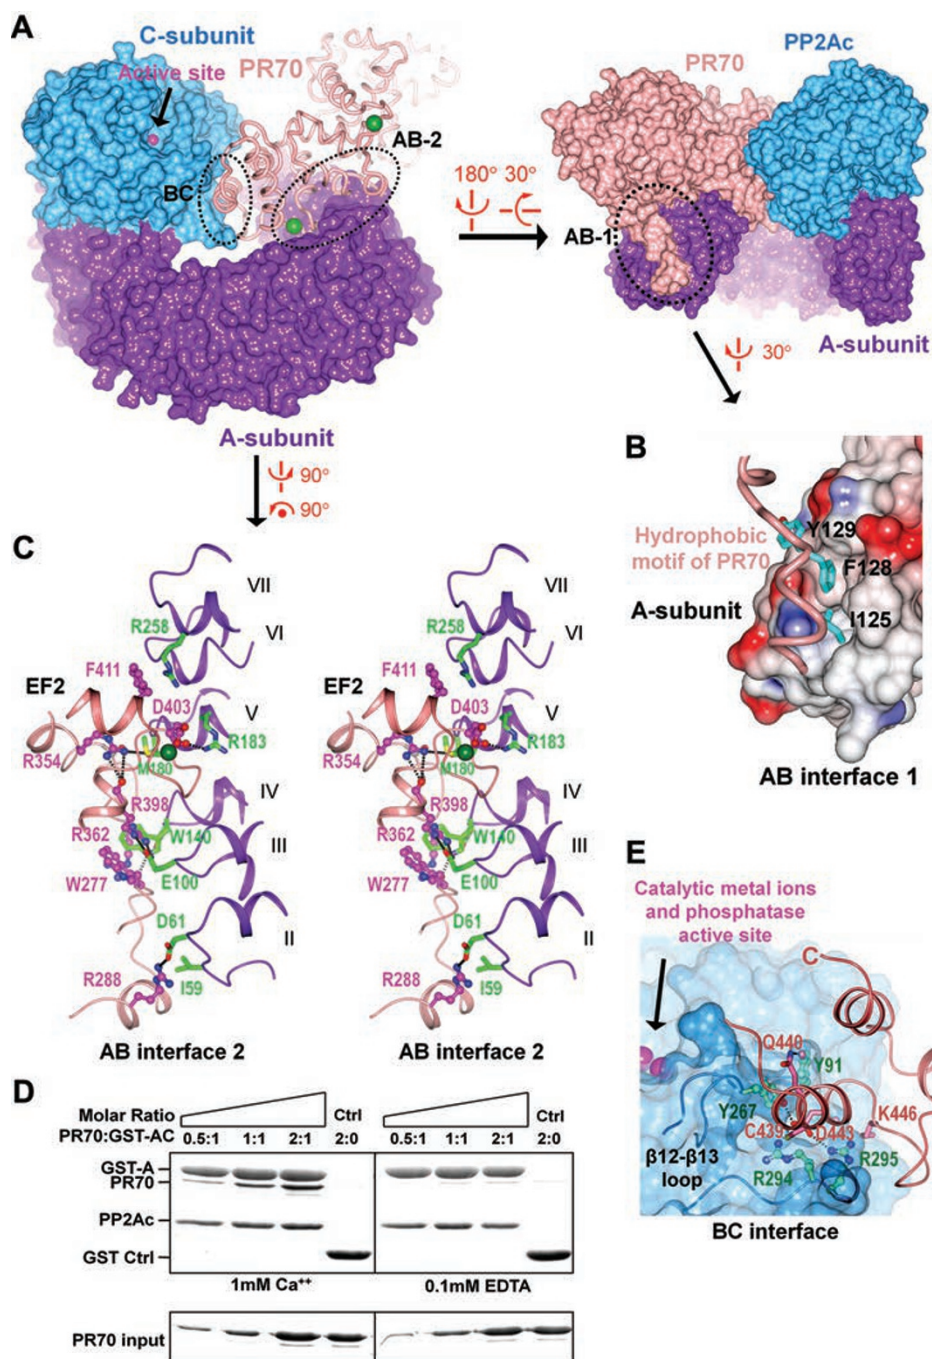 A
C-subunit
Active site
PR70
AB-2
BC
A-subunit
180° 30°
PR70
PP2Ac
AB-1
A-subunit
30°
90°
90°
B
Hydrophobic
motif of PR70
Y129
F128
I125
A-subunit
AB interface 1
C
VII
R258
VI
F411
EF2
D403
V
R183
R354
M180
IV
R398
R362
W140
III
W277
E100
D61
II
R288
I59
AB interface 2
VII
R258
VI
F411
EF2
D403
V
R183
R354
M180
IV
R398
R362
W140
III
W277
E100
D61
II
R288
I59
AB interface 2
D
Molar Ratio
Ctrl
Ctrl
PR70:GST-AC 0.5:1 1:1 2:1 2:0 0.5:1 1:1 2:1 2:0
GST-A
PR70
PP2Ac
GST Ctrl
1mM Ca⁺⁺ 0.1mM EDTA
PR70 input
E
Catalytic metal ions
and phosphatase
active site
C
Q440
Y91
Y267
K446
C439
D443
β12-β13
loop
R295
R294
BC interface